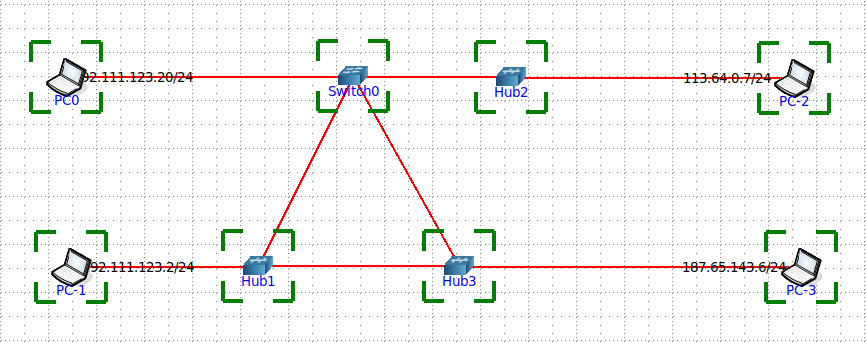 92.111.123.20/24
113.64.0.7/24
PC0
Switch0
Hub2
PC-2
92.111.123.2/24
187.65.143.6/24
PC-1
Hub1
Hub3
PC-3